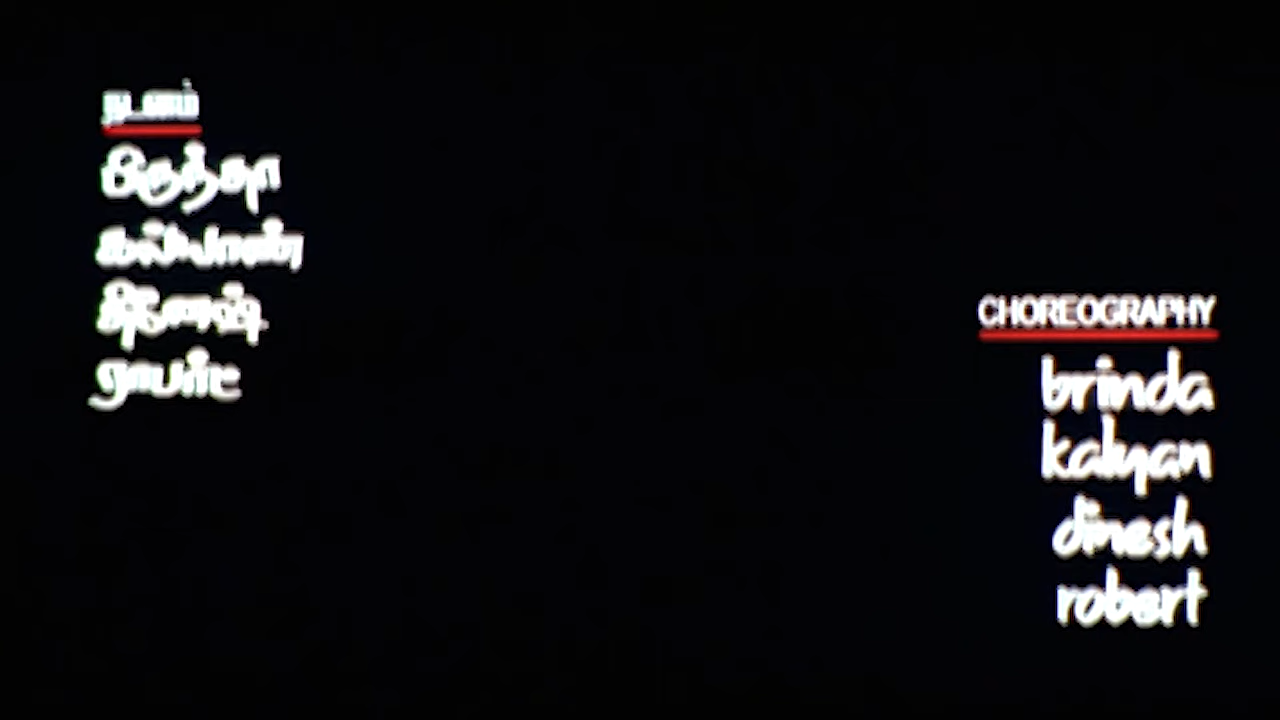 நடனம்
பிருந்தா
கல்யாண்
தினேஷ்
ராபர்ட்
CHOREOGRAPHY
brinda
kalyan
dinesh
robert